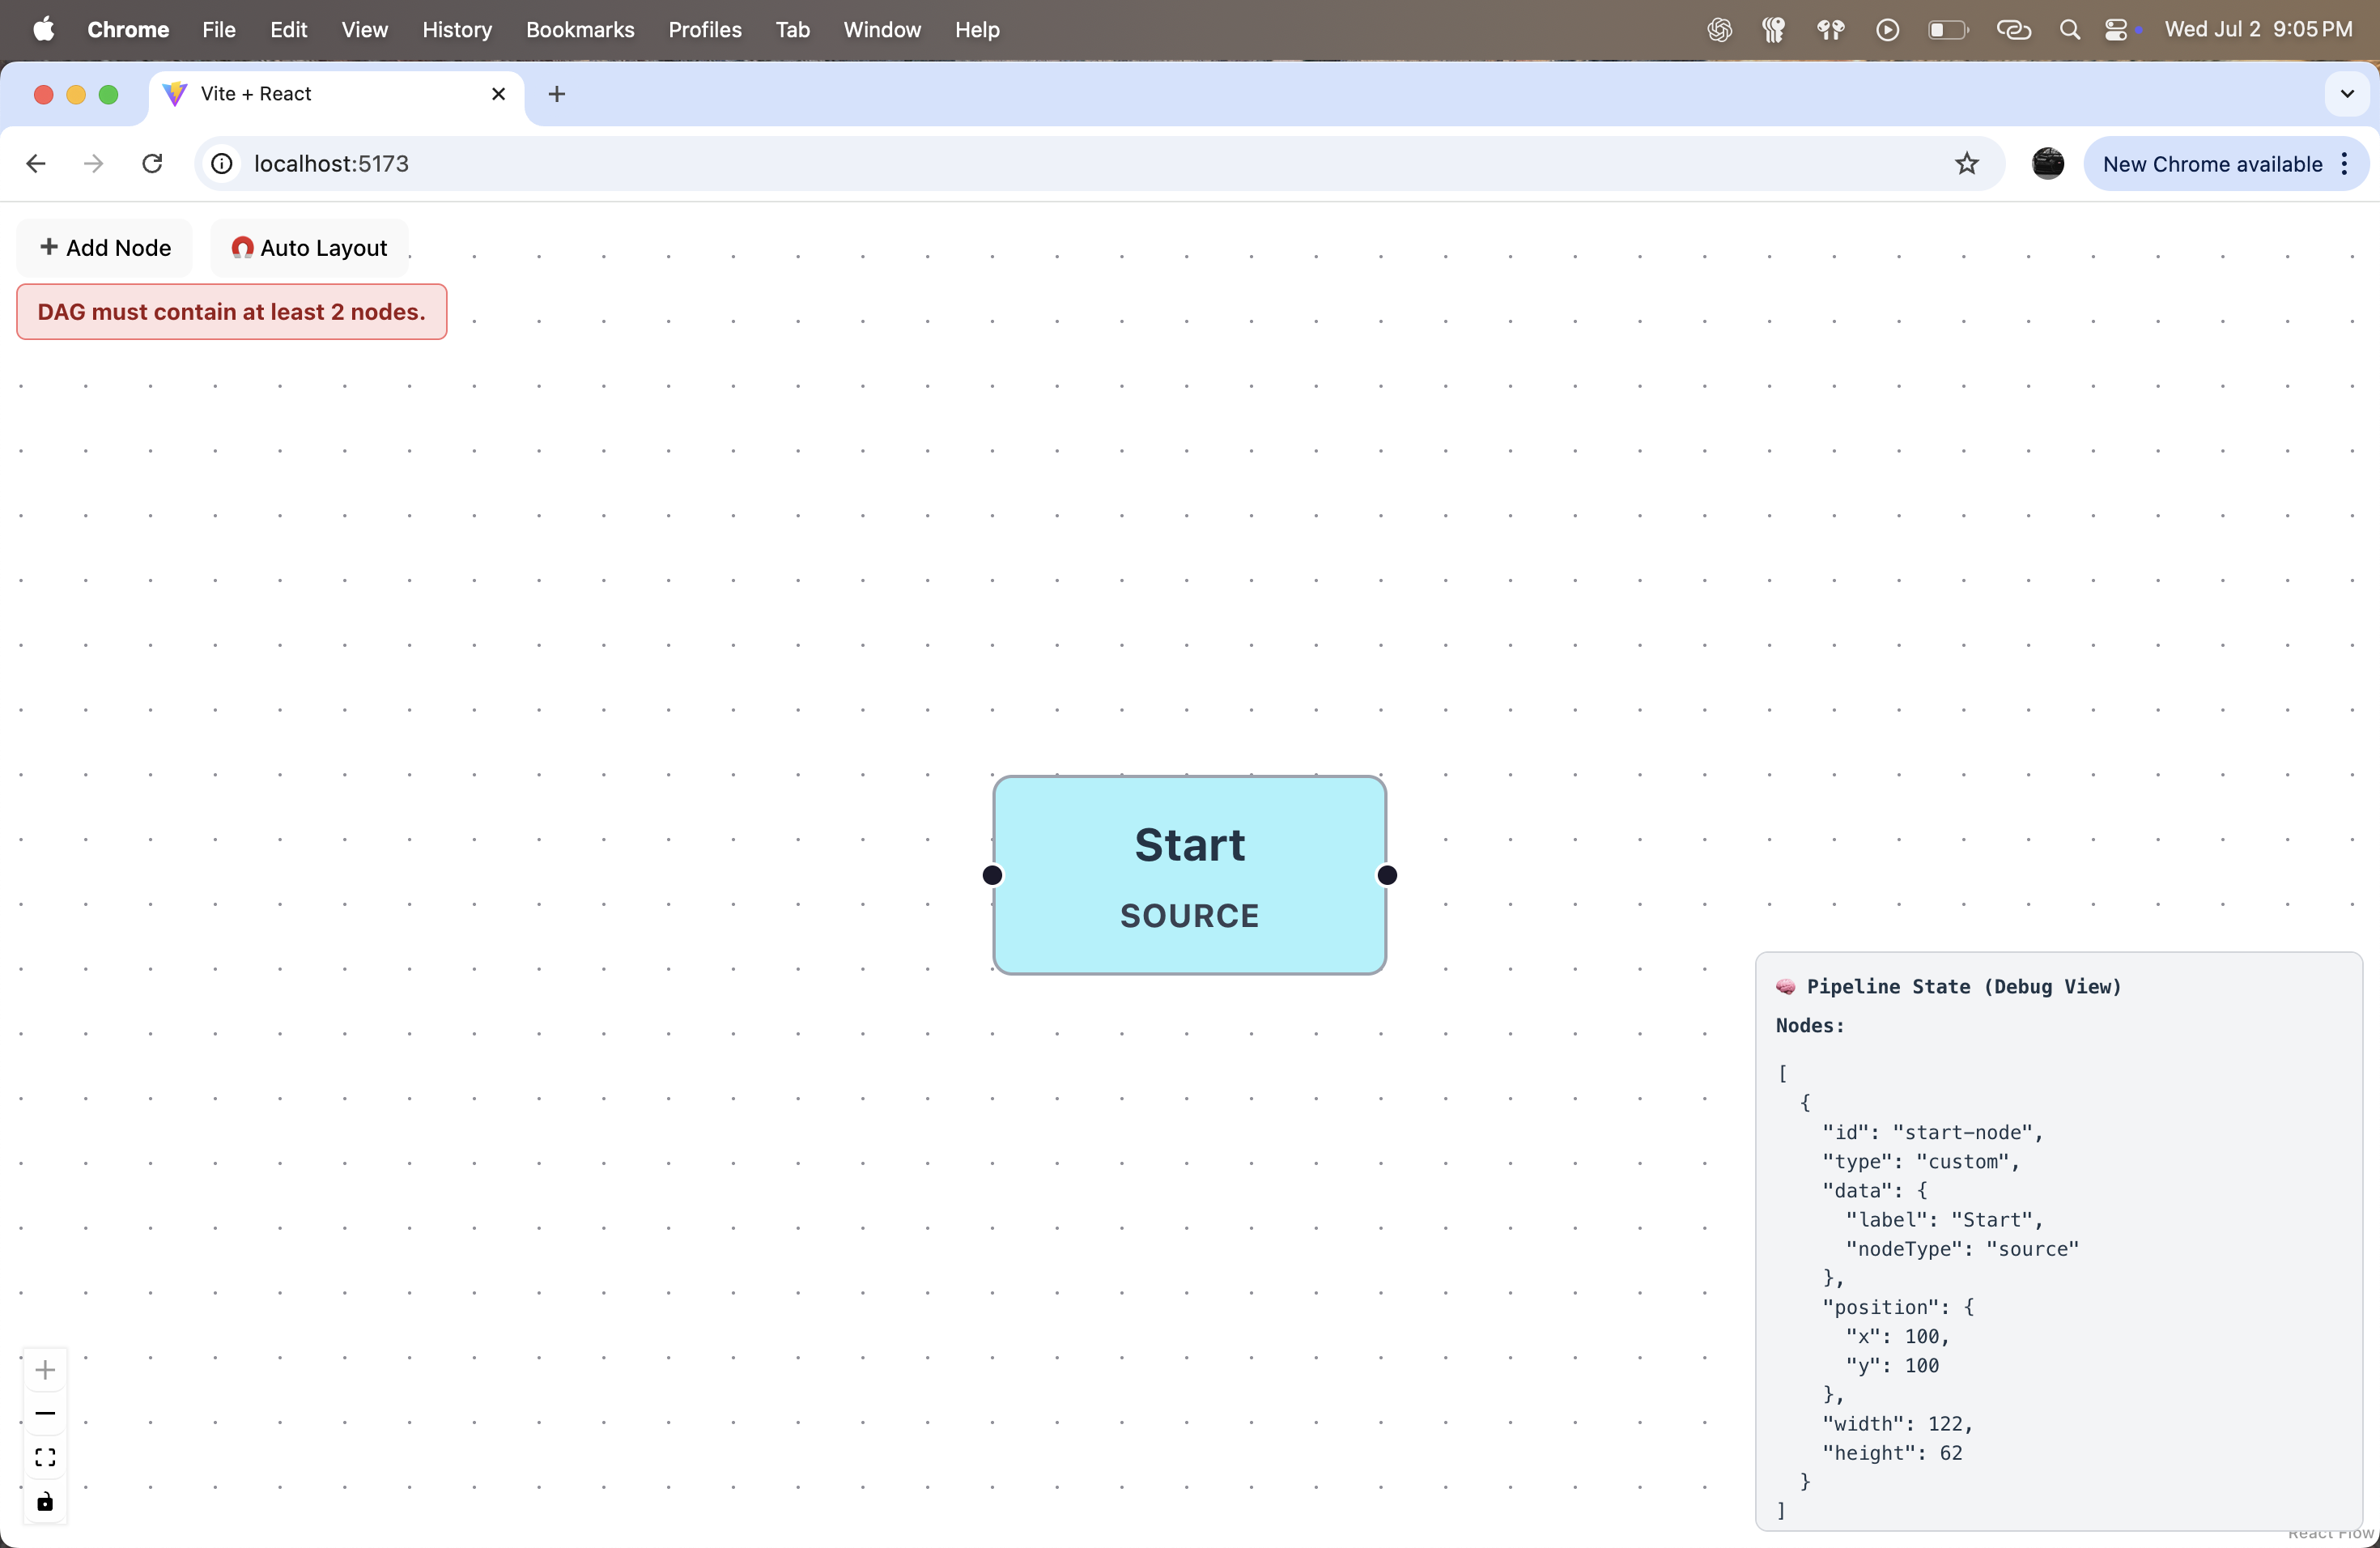 Chrome File Edit View History Bookmarks Profiles Tab Window Help Wed Jul 2 9:05 PM
Vite + React
localhost:5173 New Chrome available
Add Node Auto Layout
DAG must contain at least 2 nodes.
Start
SOURCE
Pipeline State (Debug View)
Nodes:
[
{
"id": "start-node",
"type": "custom",
"data": {
"label": "Start",
"nodeType": "source"
},
"position": {
"x": 100,
"y": 100
},
"width": 122,
"height": 62
}
]
React Flow